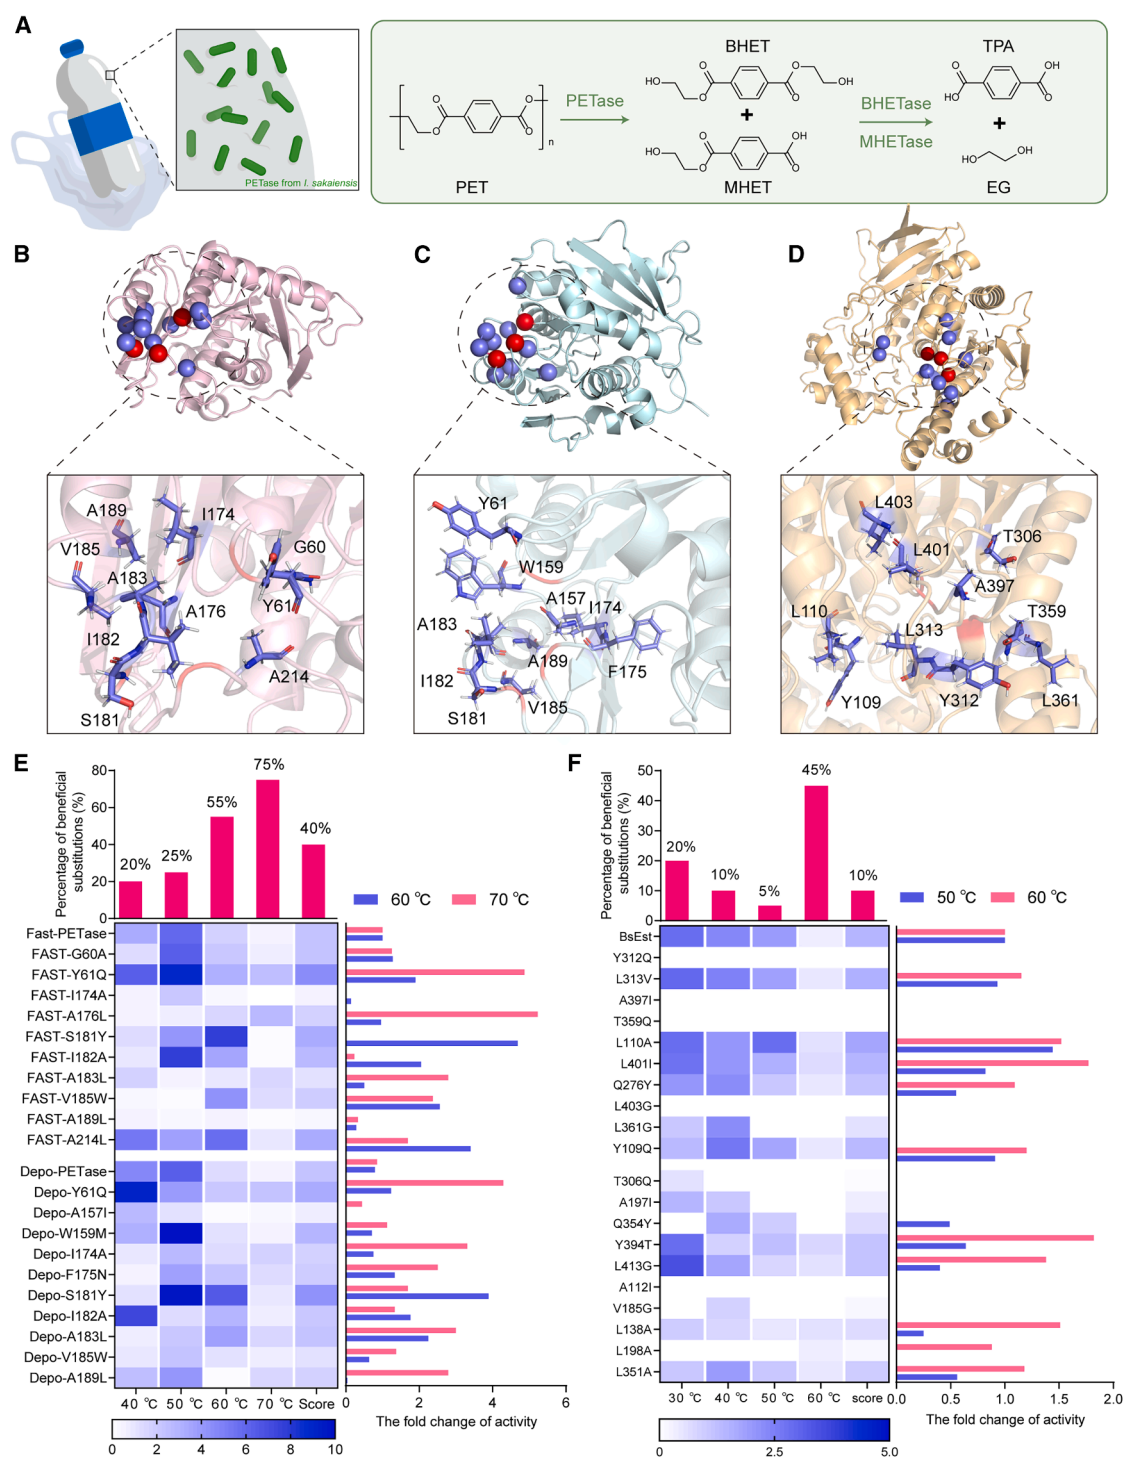 A
PETase from I. sakaiensis
BHET
TPA
HO
O
O
O
O
OH
O
OH
OH
O
PETase
BHETase
MHETase
+
+
n
HO
O
O
OH
O
HO
OH
PET
MHET
EG
B
C
D
A189
I174
V185
G60
A183
Y61
A176
I182
A214
S181
Y61
W159
A157
I174
A183
A189
F175
I182
S181
V185
L403
T306
L401
A397
L110
T359
L313
Y109
Y312
L361
E
Percentage of beneficial
substitutions (%)
80
60
40
20
0
20%
25%
55%
75%
40%
60 ℃
70 ℃
Fast-PETase
FAST-G60A
FAST-Y61Q
FAST-I174A
FAST-A176L
FAST-S181Y
FAST-I182A
FAST-A183L
FAST-V185W
FAST-A189L
FAST-A214L
Depo-PETase
Depo-Y61Q
Depo-A157I
Depo-W159M
Depo-I174A
Depo-F175N
Depo-S181Y
Depo-I182A
Depo-A183L
Depo-V185W
Depo-A189L
40 ℃ 50 ℃ 60 ℃ 70 ℃ Score
0 2 4 6
The fold change of activity
0 2 4 6 8 10
F
Percentage of beneficial
substitutions (%)
50
40
30
20
10
0
20%
10%
5%
45%
10%
50 ℃
60 ℃
BsEst
Y312Q
L313V
A397I
T359Q
L110A
L401I
Q276Y
L403G
L361G
Y109Q
T306Q
A197I
Q354Y
Y394T
L413G
A112I
V185G
L138A
L198A
L351A
30 ℃ 40 ℃ 50 ℃ 60 ℃ score
0.0 0.5 1.0 1.5 2.0
The fold change of activity
0 2.5 5.0